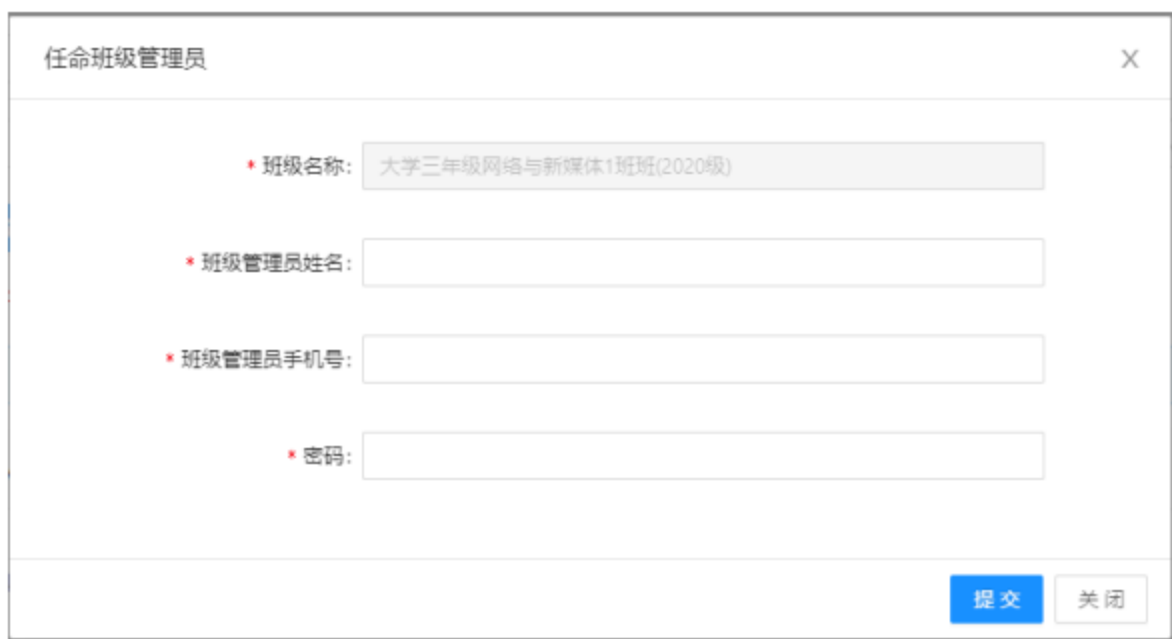 任命班级管理员 X
* 班级名称: 大学三年级网络与新媒体1班班(2020级)
* 班级管理员姓名:
* 班级管理员手机号:
* 密码:
提交 关闭